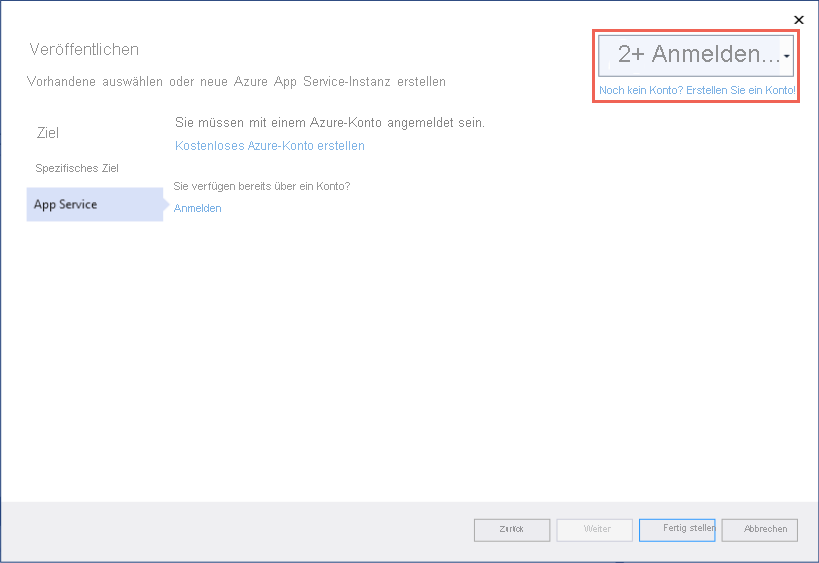 Veröffentlichen
Vorhandene auswählen oder neue Azure App Service-Instanz erstellen
2+ Anmelden...
Noch kein Konto? Erstellen Sie ein Konto!
Ziel
Spezifisches Ziel
App Service
Sie müssen mit einem Azure-Konto angemeldet sein.
Kostenloses Azure-Konto erstellen
Sie verfügen bereits über ein Konto?
Anmelden
Zurück
Weiter
Fertig stellen
Abbrechen